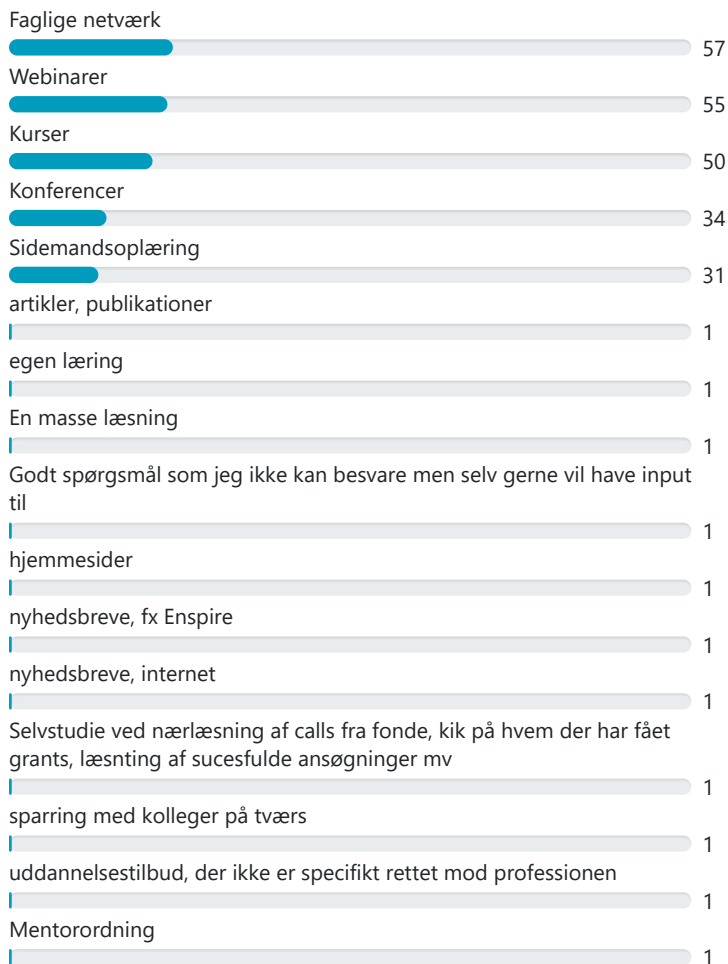 Faglige netværk
57
Webinarer
55
Kurser
50
Konferencer
34
Sidemandsoplæring
31
artikler, publikationer
1
egen læring
1
En masse læsning
1
Godt spørgsmål som jeg ikke kan besvare men selv gerne vil have input
til
1
hjemmesider
1
nyhedsbreve, fx Enspire
1
nyhedsbreve, internet
1
Selvstudie ved nærlæsning af calls fra fonde, kik på hvem der har fået
grants, læsnting af sucesfulde ansøgninger mv
1
sparring med kolleger på tværs
1
uddannelsestilbud, der ikke er specifikt rettet mod professionen
1
Mentorordning
1